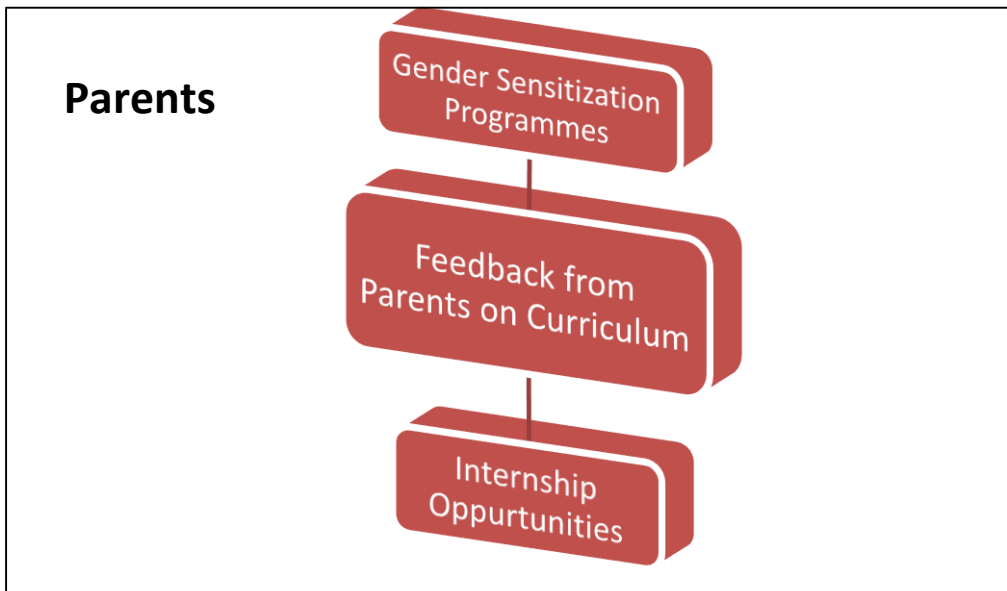 Parents
Gender Sensitization
Programmes
Feedback from
Parents on Curriculum
Internship
Oppurtunities